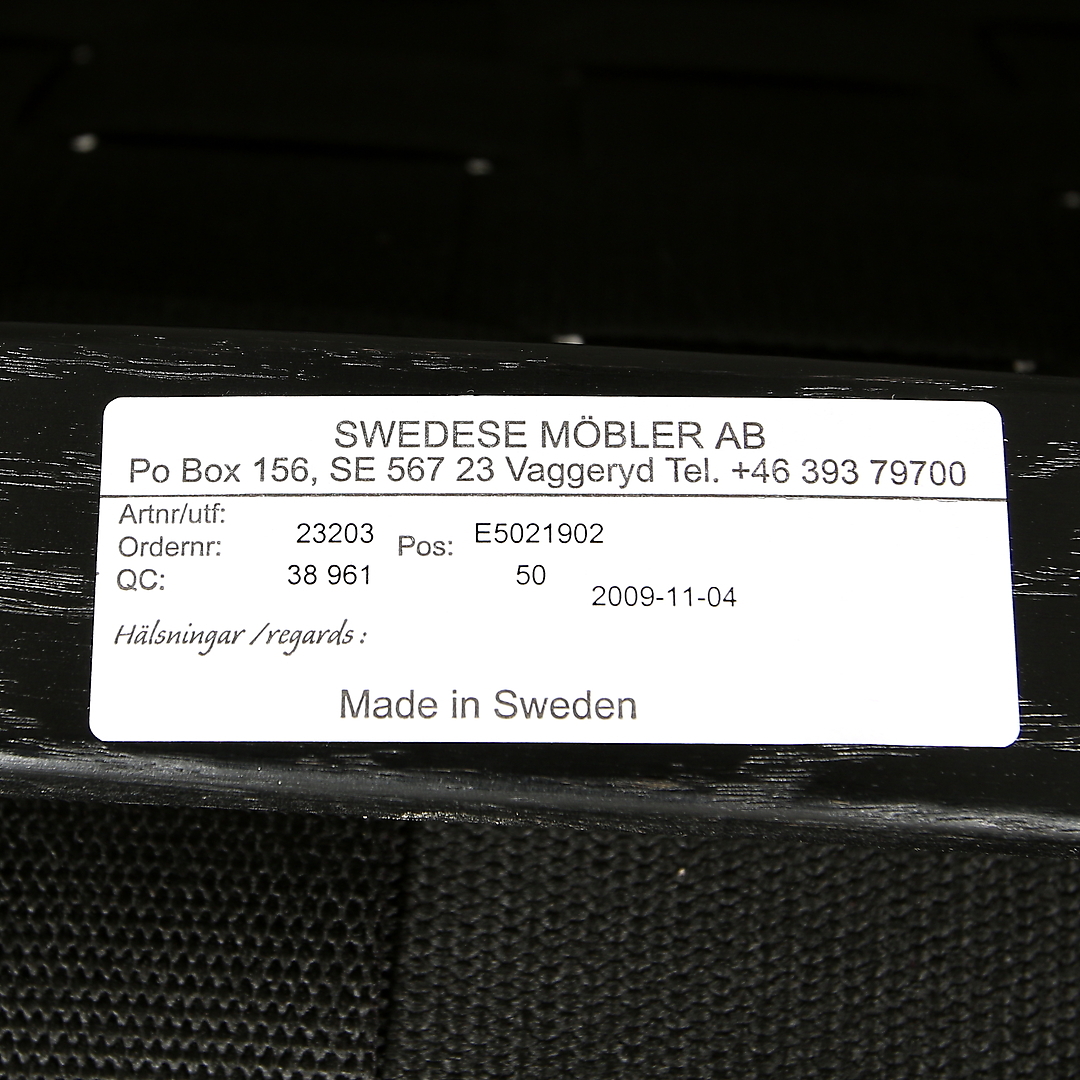 SWEDESE MÖBLER AB
Po Box 156, SE 567 23 Vaggeryd Tel. +46 393 79700
Artnr/utf: 23203 E5021902
Ordernr: 38 961 Pos: 50
QC: 2009-11-04
Hälsningar /regards :
Made in Sweden